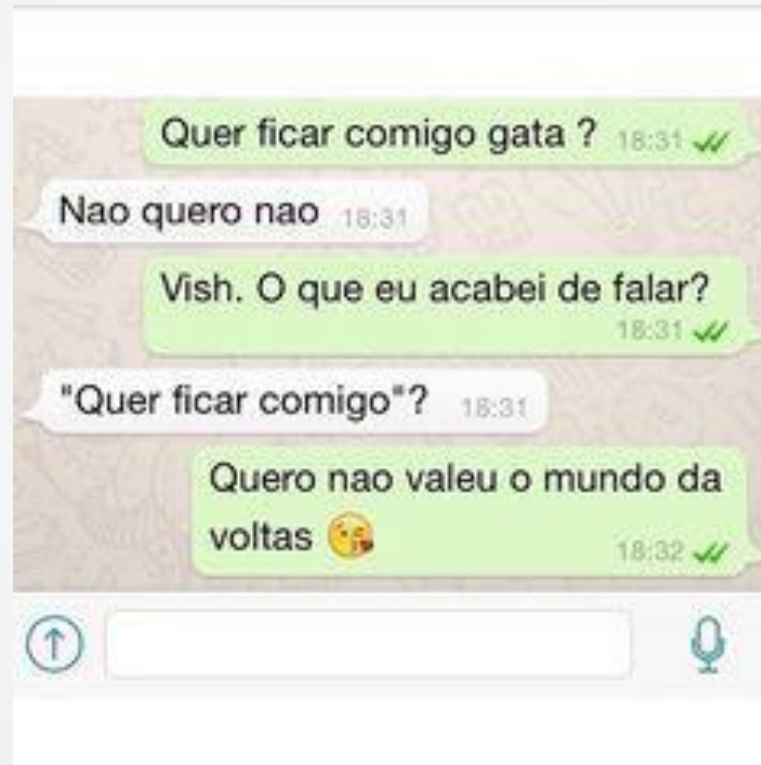 Quer ficar comigo gata ? 18:31
Nao quero nao 18:31
Vish. O que eu acabei de falar?
18:31
"Quer ficar comigo"? 18:31
Quero nao valeu o mundo da
voltas 😘 18:32